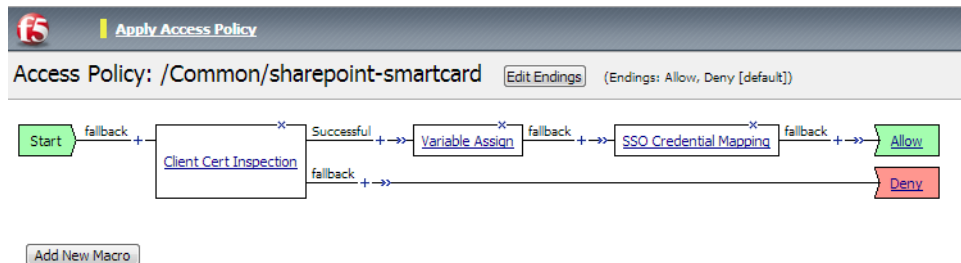 f5
Apply Access Policy
Access Policy: /Common/sharepoint-smartcard Edit Endings (Endings: Allow, Deny [default])
Start fallback + Client Cert Inspection × Successful + Variable Assign × fallback + SSO Credential Mapping × fallback + Allow
fallback + Deny
Add New Macro